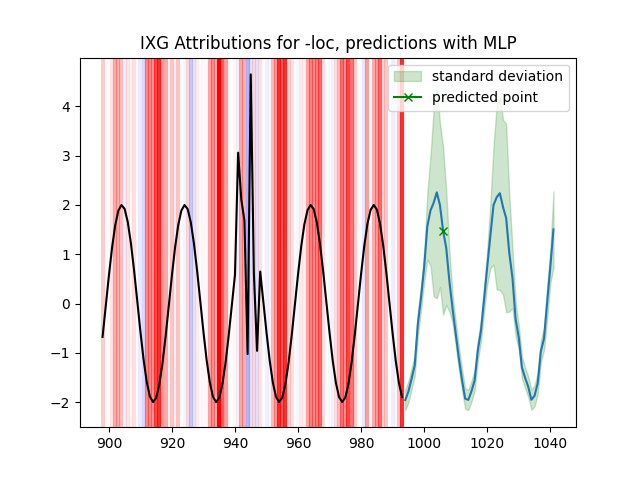 IXG Attributions for -loc, predictions with MLP
standard deviation
predicted point
4
3
2
1
0
−1
−2
900 920 940 960 980 1000 1020 1040